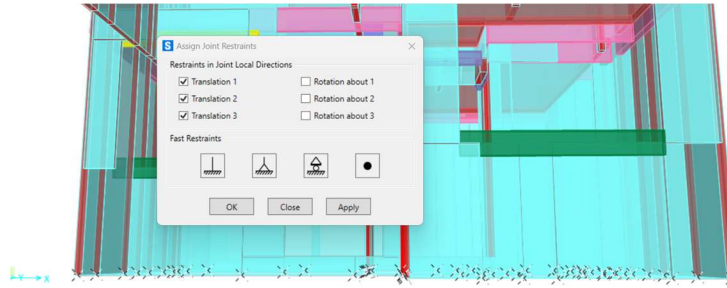 S Assign Joint Restraints
Restraints in Joint Local Directions
Translation 1
Rotation about 1
Translation 2
Rotation about 2
Translation 3
Rotation about 3
Fast Restraints
OK
Close
Apply
Y
X